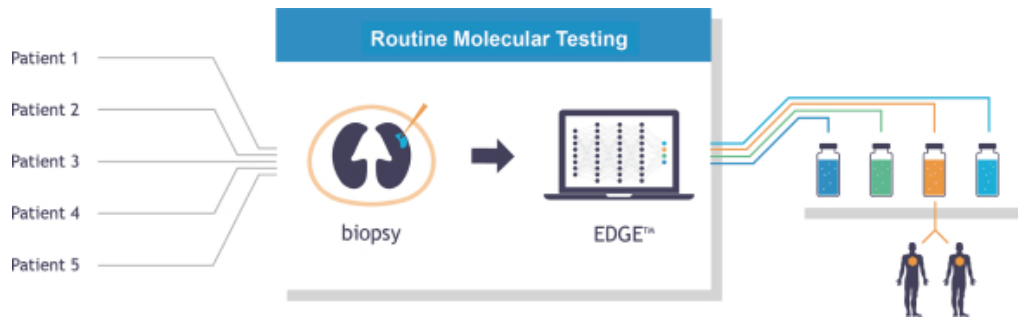 Routine Molecular Testing
Patient 1
Patient 2
Patient 3
Patient 4
Patient 5
biopsy
EDGE™